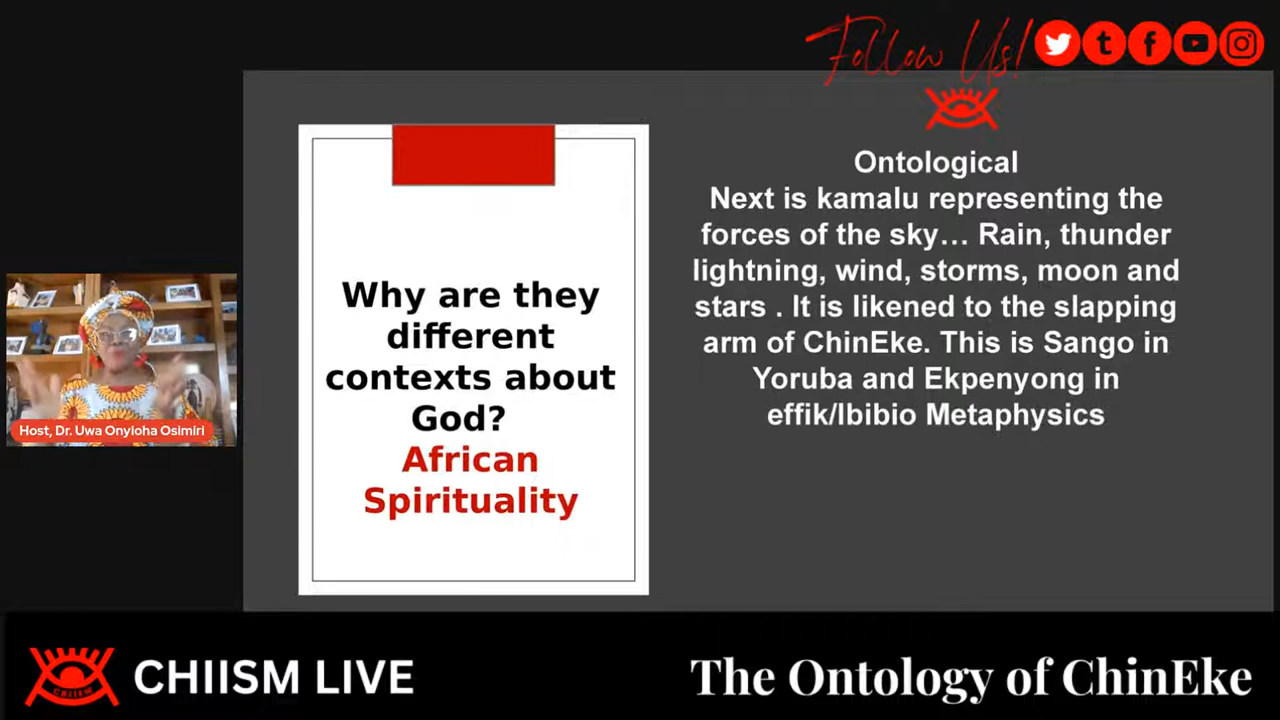 Follow Us!
Ontological
Next is kamalu representing the
forces of the sky… Rain, thunder
lightning, wind, storms, moon and
stars . It is likened to the slapping
arm of ChinEke. This is Sango in
Yoruba and Ekpenyong in
effik/Ibibio Metaphysics
Why are they
different
contexts about
God?
African
Spirituality
Host, Dr. Uwa Onyioha Osimiri
CHIISM
CHIISM LIVE
The Ontology of ChinEke